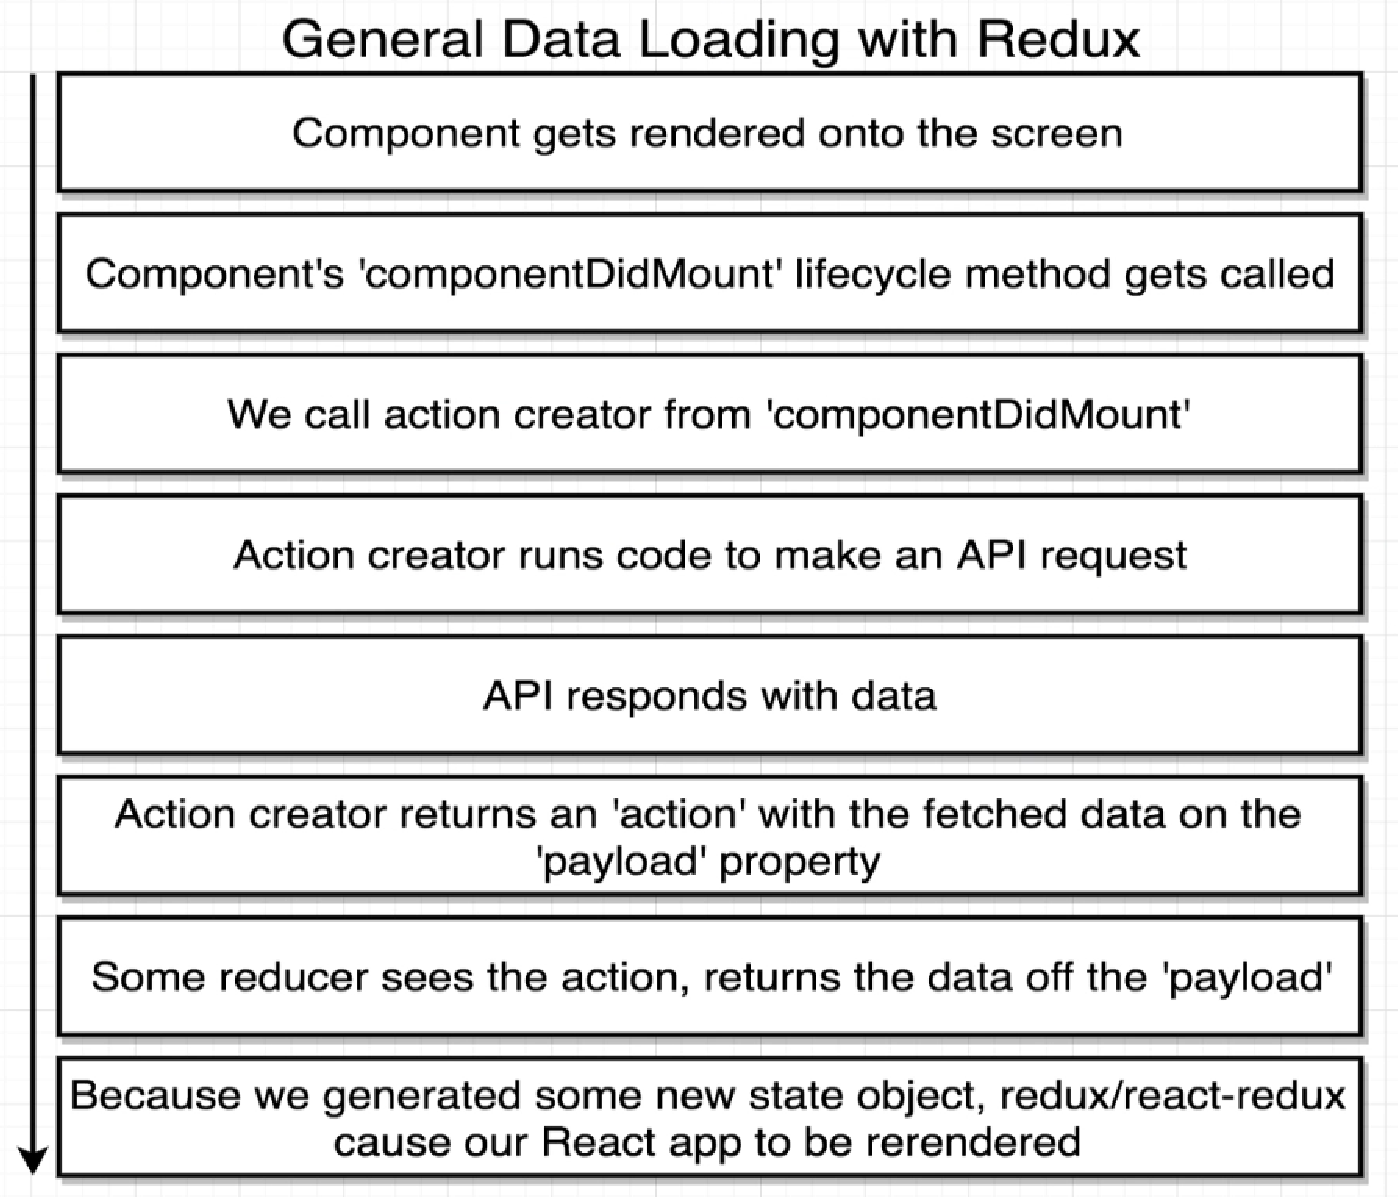 General Data Loading with Redux
Component gets rendered onto the screen
Component's 'componentDidMount' lifecycle method gets called
We call action creator from 'componentDidMount'
Action creator runs code to make an API request
API responds with data
Action creator returns an 'action' with the fetched data on the
'payload' property
Some reducer sees the action, returns the data off the 'payload'
Because we generated some new state object, redux/react-redux
cause our React app to be rerendered